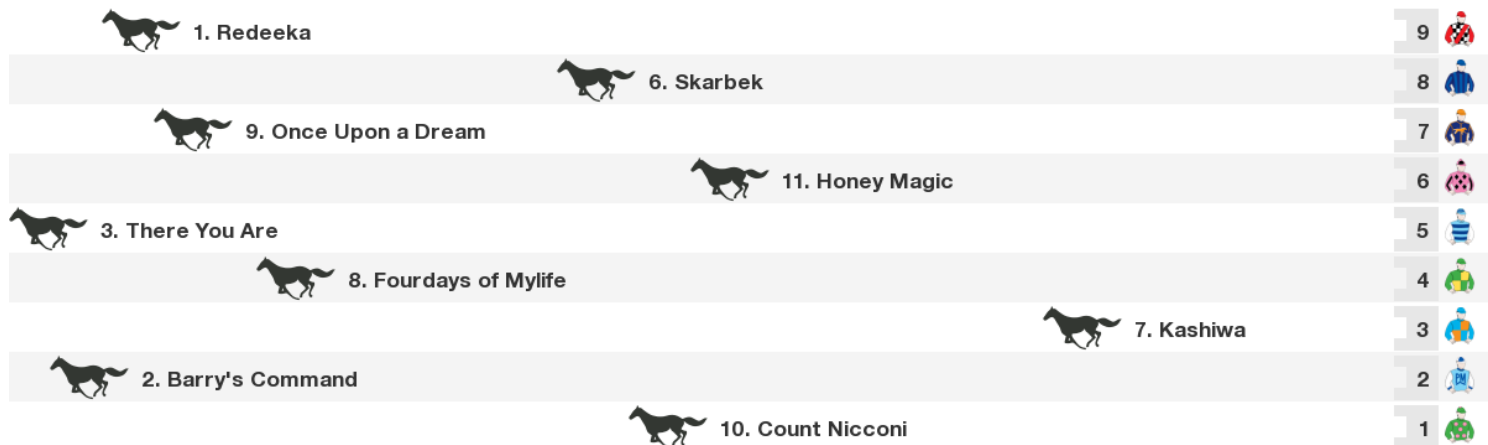 1. Redeeka 9
6. Skarbek 8
9. Once Upon a Dream 7
11. Honey Magic 6
3. There You Are 5
8. Fourdays of Mylife 4
7. Kashiwa 3
2. Barry's Command 2
10. Count Nicconi 1